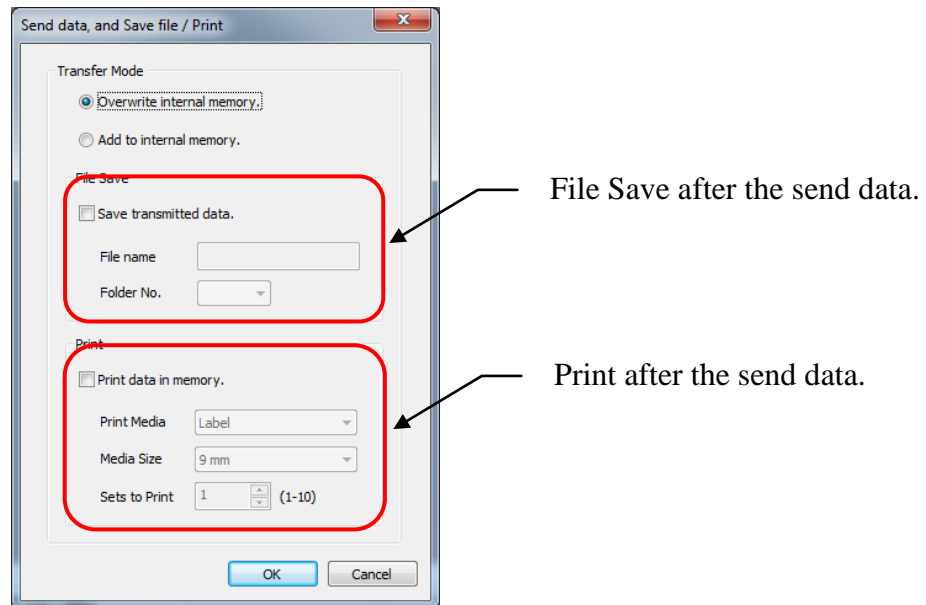 Send data, and Save file / Print
Transfer Mode
Overwrite internal memory.
Add to internal memory.
File Save
Save transmitted data.
File name
Folder No.
Print
Print data in memory.
Print Media Label
Media Size 9 mm
Sets to Print 1 (1-10)
OK Cancel
File Save after the send data.
Print after the send data.